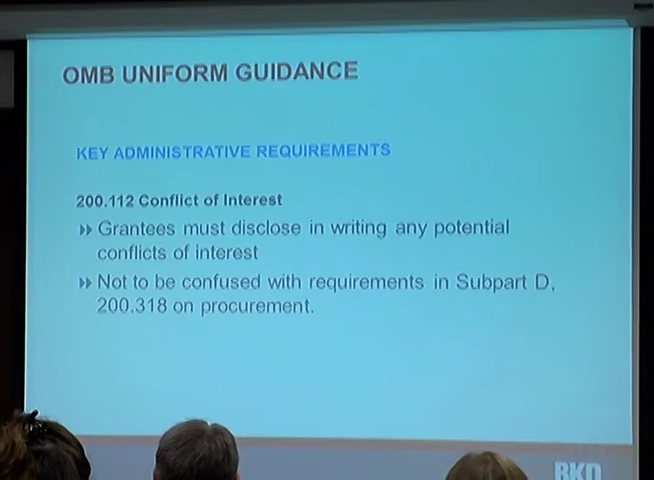 OMB UNIFORM GUIDANCE
KEY ADMINISTRATIVE REQUIREMENTS
200.112 Conflict of Interest
Grantees must disclose in writing any potential
conflicts of interest
Not to be confused with requirements in Subpart D,
200.318 on procurement.
BKD